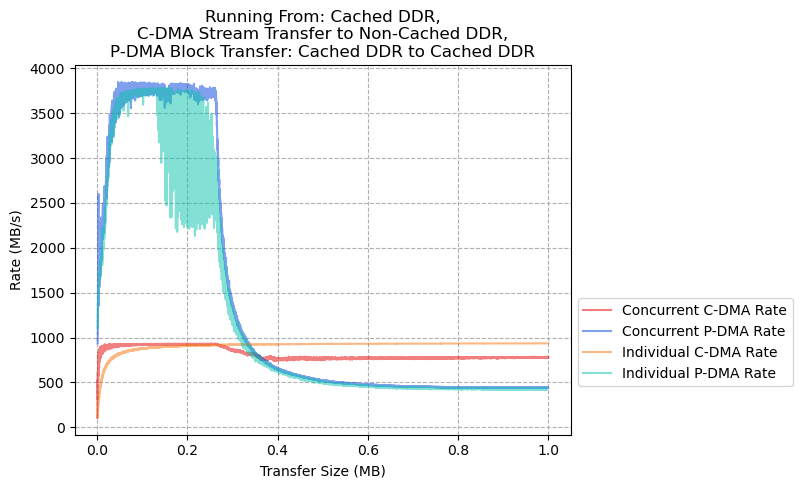 Running From: Cached DDR,
C-DMA Stream Transfer to Non-Cached DDR,
P-DMA Block Transfer: Cached DDR to Cached DDR
4000
3500
3000
2500
2000
1500
1000
500
0
Rate (MB/s)
0.0 0.2 0.4 0.6 0.8 1.0
Transfer Size (MB)
Concurrent C-DMA Rate
Concurrent P-DMA Rate
Individual C-DMA Rate
Individual P-DMA Rate